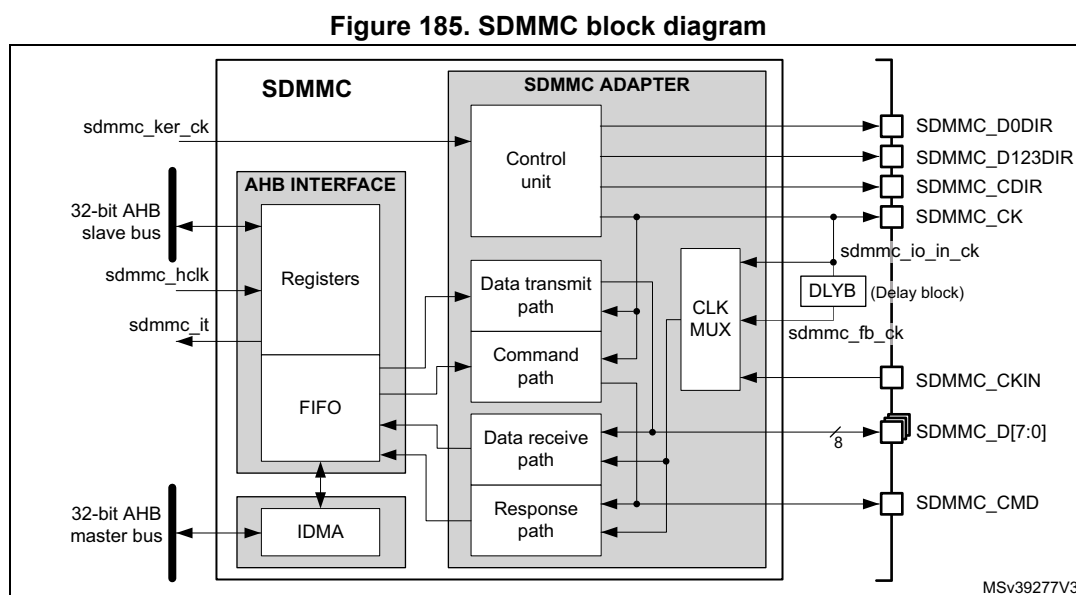 Figure 185. SDMMC block diagram
SDMMC
SDMMC ADAPTER
sdmmc_ker_ck
Control
unit
SDMMC_D0DIR
SDMMC_D123DIR
SDMMC_CDIR
SDMMC_CK
AHB INTERFACE
32-bit AHB
slave bus
Registers
sdmmc_hclk
sdmmc_it
FIFO
Data transmit
path
Command
path
Data receive
path
Response
path
CLK
MUX
sdmmc_io_in_ck
DLYB
(Delay block)
sdmmc_fb_ck
SDMMC_CKIN
8
SDMMC_D[7:0]
SDMMC_CMD
32-bit AHB
master bus
IDMA
MSv39277V3